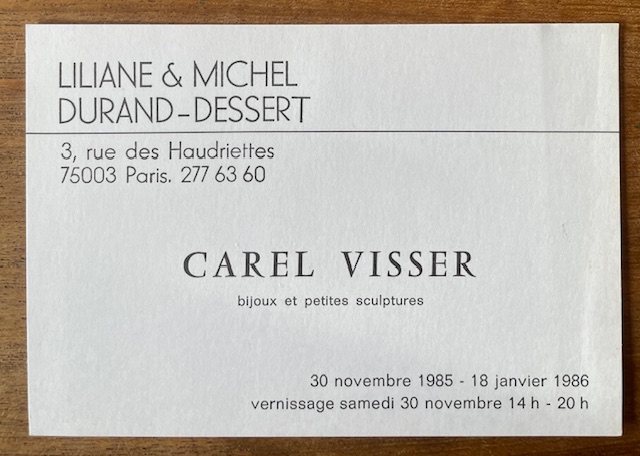 LILIANE & MICHEL
DURAND-DESSERT
3, rue des Haudriettes
75003 Paris. 277 63 60
CAREL VISSER
bijoux et petites sculptures
30 novembre 1985 - 18 janvier 1986
vernissage samedi 30 novembre 14 h - 20 h